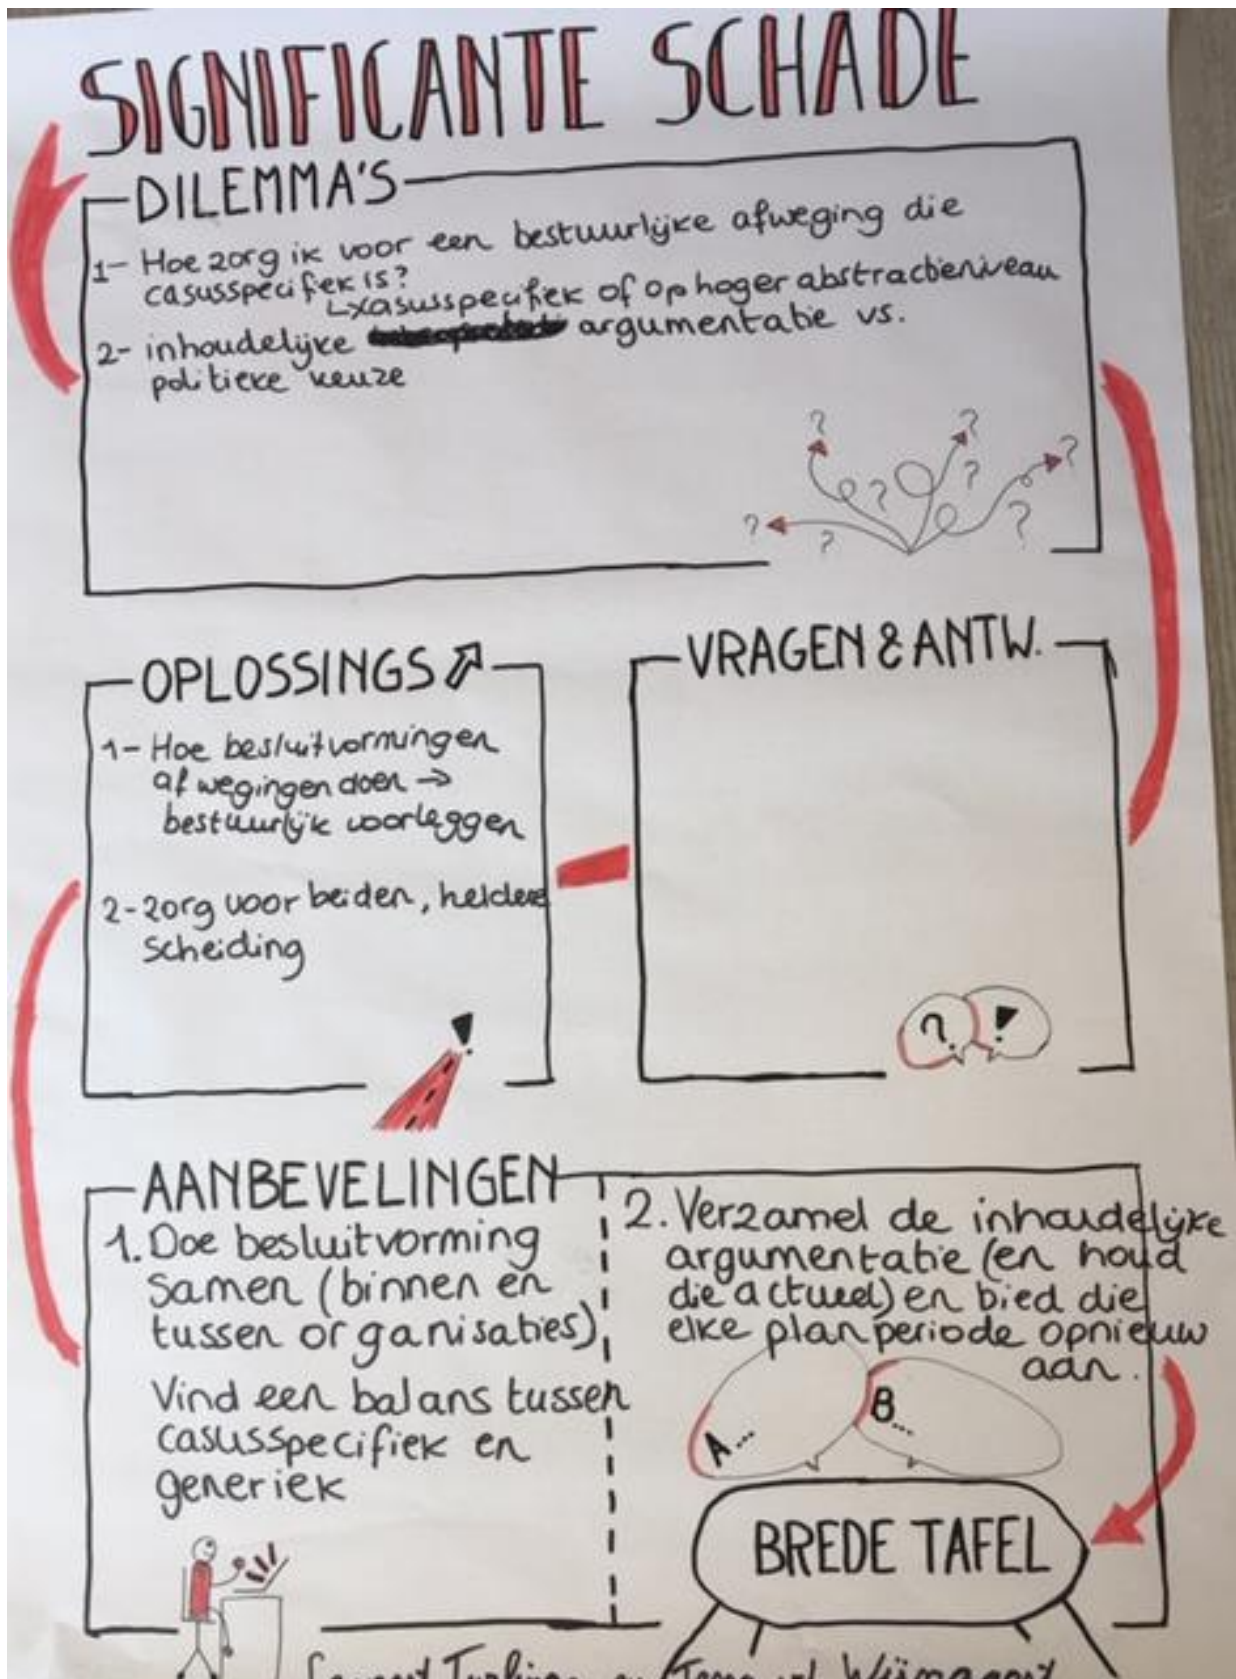 SIGNIFICANTE SCHADE
DILEMMA'S
1- Hoe zorg ik voor een bestuurlijke afweging die
casusspecifiek is?
↳ casusspecifiek of op hoger abstractieniveau
2- inhoudelijke argumentatie vs.
politieke keuze
? ? ? ? ? ? ? ?
OPLOSSINGS
1- Hoe besluitvormingen
afwegingen doen →
bestuurlijk voorleggen
2- zorg voor beiden, heldere
scheiding
!
VRAGEN & ANTW.
? !
AANBEVELINGEN
1. Doe besluitvorming
samen (binnen en
tussen organisaties)
Vind een balans tussen
casusspecifiek en
generiek
2. Verzamel de inhoudelijke
argumentatie (en houd
die actueel) en bied die
elke planperiode opnieuw
aan.
A...
B...
BREDE TAFEL